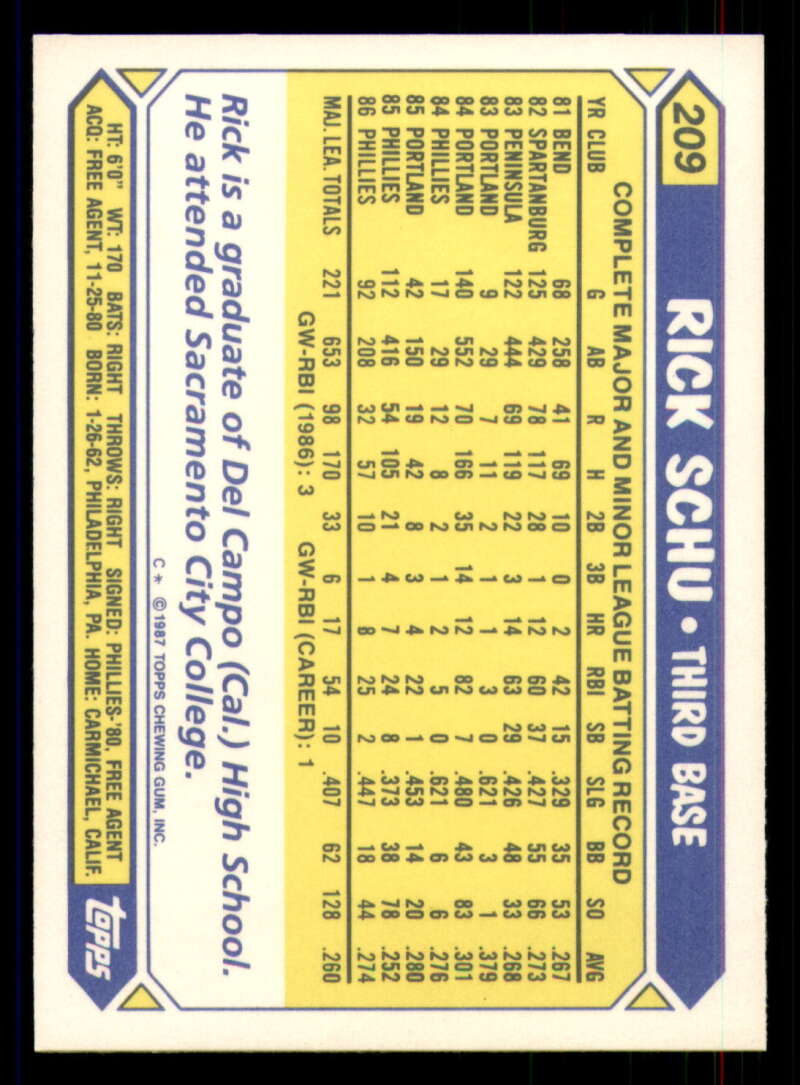 209
RICK SCHU • THIRD BASE
COMPLETE MAJOR AND MINOR LEAGUE BATTING RECORD
YR CLUB G AB R H 2B 3B HR RBI SB SLG BB SO AVG
81 BEND 68 258 41 69 10 0 2 42 15 .329 35 53 .267
82 SPARTANBURG 125 429 78 117 28 1 12 60 37 .427 55 66 .273
83 PENINSULA 122 444 69 119 22 3 14 63 29 .426 48 33 .268
83 PORTLAND 9 29 7 11 2 1 1 3 0 .621 3 1 .379
84 PORTLAND 140 552 70 166 35 14 12 82 7 .480 43 83 .301
84 PHILLIES 17 29 12 8 2 1 2 5 0 .621 6 6 .276
85 PORTLAND 42 150 19 42 8 3 4 22 1 .453 14 20 .280
85 PHILLIES 112 416 54 105 21 4 7 24 8 .373 38 78 .252
86 PHILLIES 92 208 32 57 10 1 8 25 2 .447 18 44 .274
MAJ. LEA. TOTALS 221 653 98 170 33 6 17 54 10 .407 62 128 .260
GW-RBI (1986): 3 GW-RBI (CAREER): 1
Rick is a graduate of Del Campo (Cal.) High School.
He attended Sacramento City College.
C * © 1987 TOPPS CHEWING GUM, INC.
HT: 6'0" WT: 170 BATS: RIGHT THROWS: RIGHT SIGNED: PHILLIES-'80, FREE AGENT
ACQ: FREE AGENT, 11-25-80 BORN: 1-26-62, PHILADELPHIA, PA. HOME: CARMICHAEL, CALIF.
topps